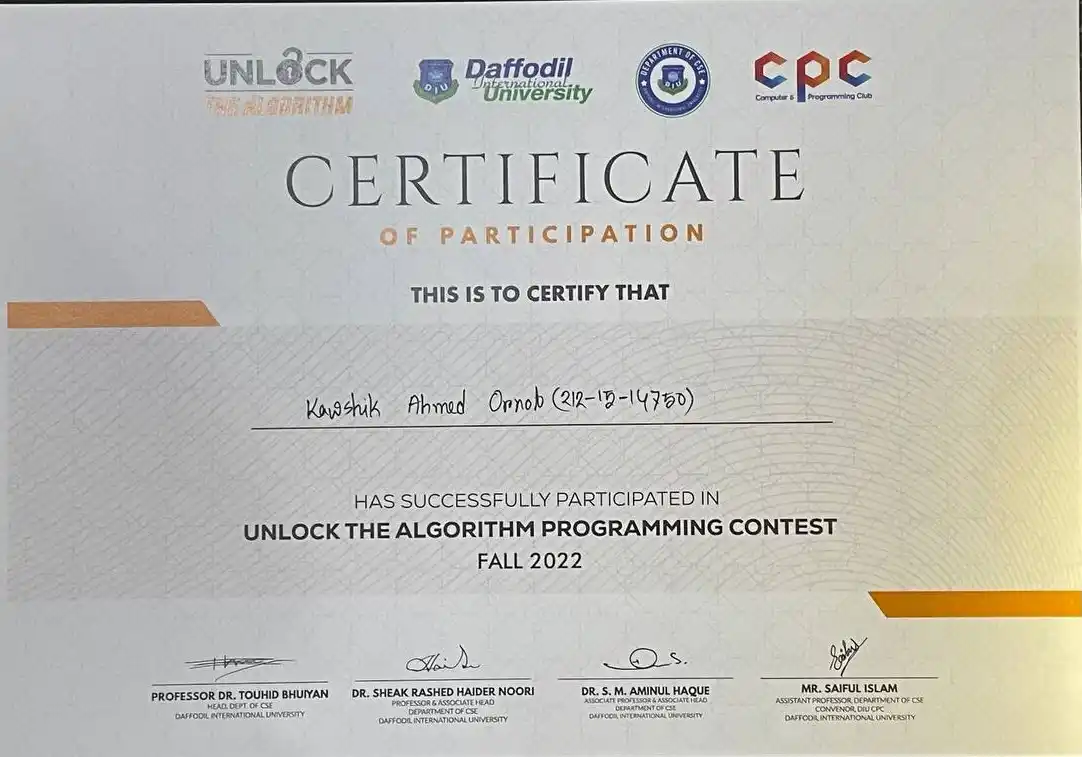 UNLOCK
THE ALGORITHM
DIU
Daffodil
International
University
DEPARTMENT OF CSE
DIU
CPC
Computer & Programming Club
CERTIFICATE
OF PARTICIPATION
THIS IS TO CERTIFY THAT
Kawshik Ahmed Ornob (212-15-14750)
HAS SUCCESSFULLY PARTICIPATED IN
UNLOCK THE ALGORITHM PROGRAMMING CONTEST
FALL 2022
PROFESSOR DR. TOUHID BHUIYAN
HEAD, DEPT. OF CSE
DAFFODIL INTERNATIONAL UNIVERSITY
DR. SHEAK RASHED HAIDER NOORI
PROFESSOR & ASSOCIATE HEAD
DEPARTMENT OF CSE
DAFFODIL INTERNATIONAL UNIVERSITY
DR. S. M. AMINUL HAQUE
ASSOCIATE PROFESSOR & ASSOCIATE HEAD
DEPARTMENT OF CSE
DAFFODIL INTERNATIONAL UNIVERSITY
MR. SAIFUL ISLAM
ASSISTANT PROFESSOR, DEPARTMENT OF CSE
CONVENOR, DIU CPC
DAFFODIL INTERNATIONAL UNIVERSITY